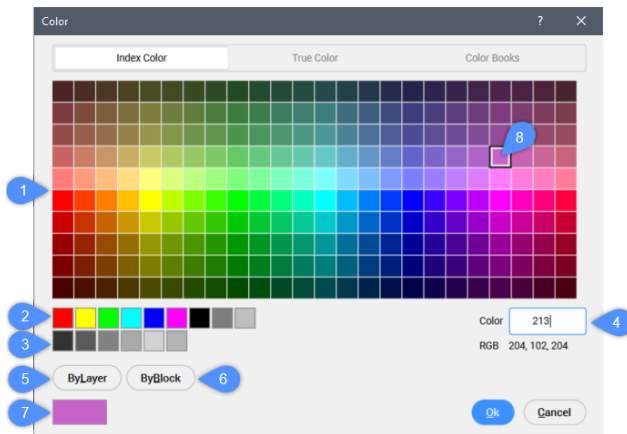 Color ? ×
Index Color True Color Color Books
8
1
2
Color 213 4
3
RGB 204, 102, 204
5 ByLayer ByBlock 6
7
Ok Cancel